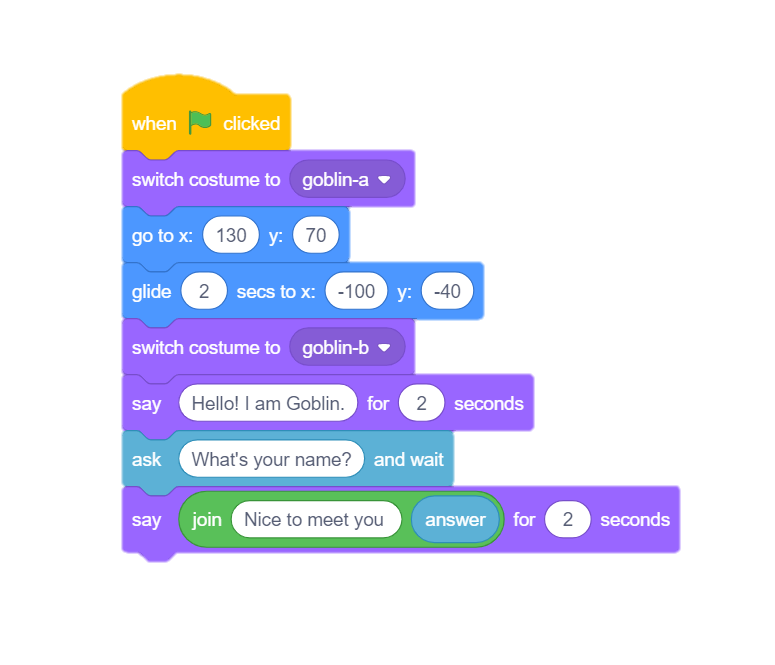 when clicked
switch costume to goblin-a
go to x: 130 y: 70
glide 2 secs to x: -100 y: -40
switch costume to goblin-b
say Hello! I am Goblin. for 2 seconds
ask What's your name? and wait
say join Nice to meet you answer for 2 seconds